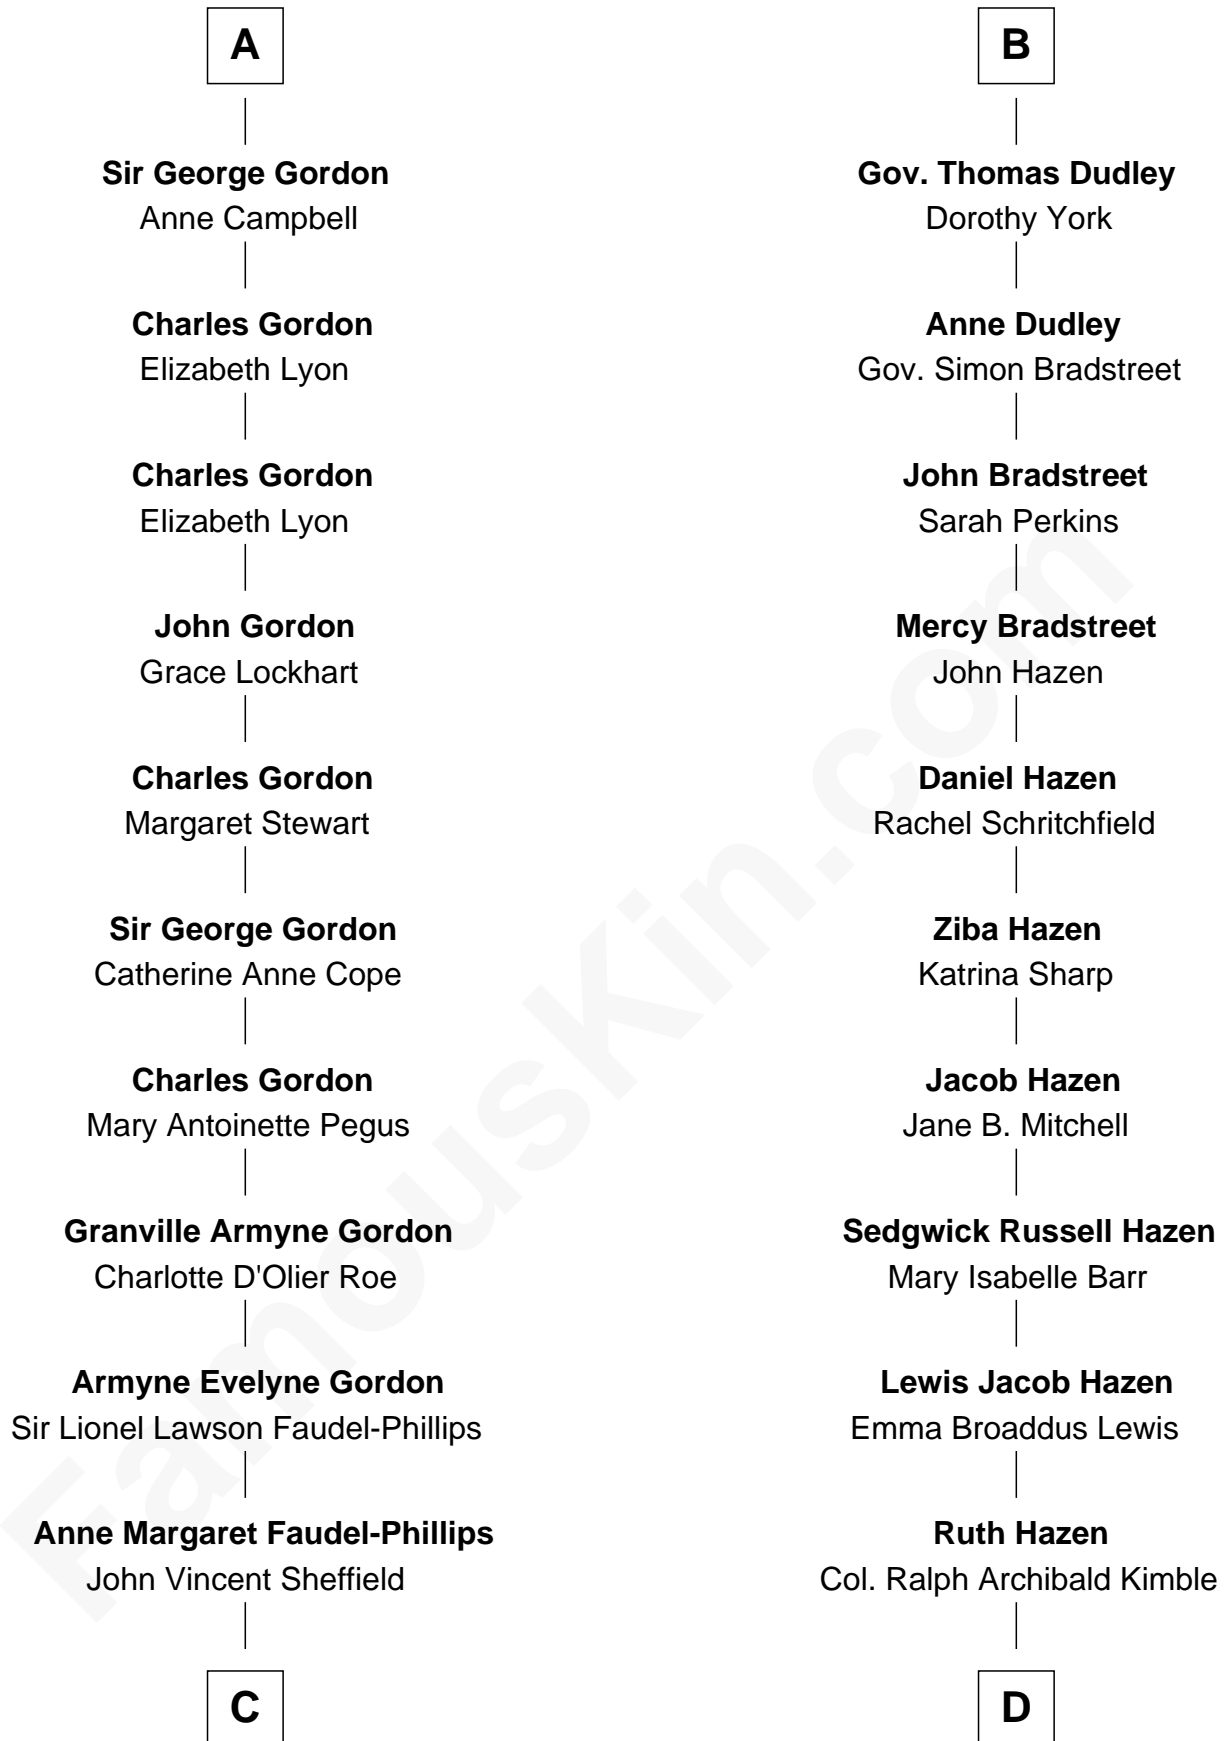 A
Sir George Gordon
Anne Campbell
Charles Gordon
Elizabeth Lyon
Charles Gordon
Elizabeth Lyon
John Gordon
Grace Lockhart
Charles Gordon
Margaret Stewart
Sir George Gordon
Catherine Anne Cope
Charles Gordon
Mary Antoinette Pegus
Granville Armyne Gordon
Charlotte D'Olier Roe
Armyne Evelyne Gordon
Sir Lionel Lawson Faudel-Phillips
Anne Margaret Faudel-Phillips
John Vincent Sheffield
C
B
Gov. Thomas Dudley
Dorothy York
Anne Dudley
Gov. Simon Bradstreet
John Bradstreet
Sarah Perkins
Mercy Bradstreet
John Hazen
Daniel Hazen
Rachel Schritchfield
Ziba Hazen
Katrina Sharp
Jacob Hazen
Jane B. Mitchell
Sedgwick Russell Hazen
Mary Isabelle Barr
Lewis Jacob Hazen
Emma Broaddus Lewis
Ruth Hazen
Col. Ralph Archibald Kimble
D
FamousKin.com